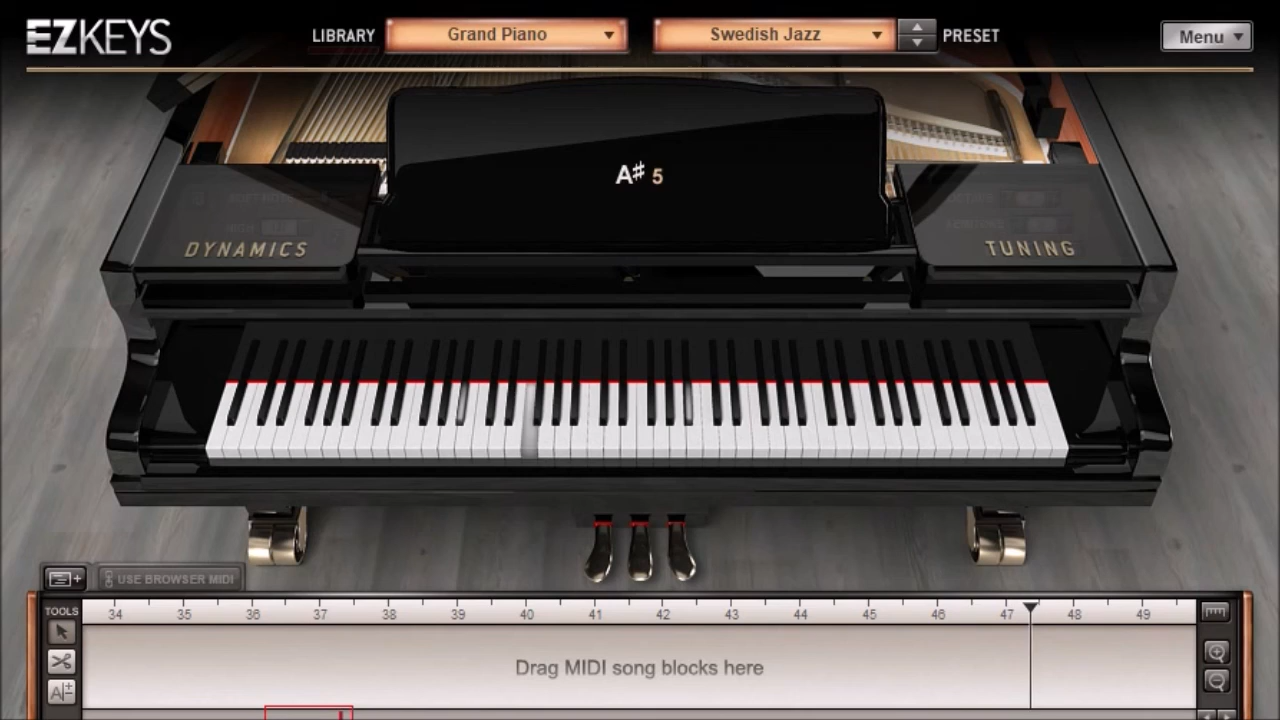 EZKEYS
LIBRARY
Grand Piano
Swedish Jazz
PRESET
Menu
A♯ 5
DYNAMICS
TUNING
USE BROWSER MIDI
TOOLS
34 35 36 37 38 39 40 41 42 43 44 45 46 47 48 49
Drag MIDI song blocks here
A